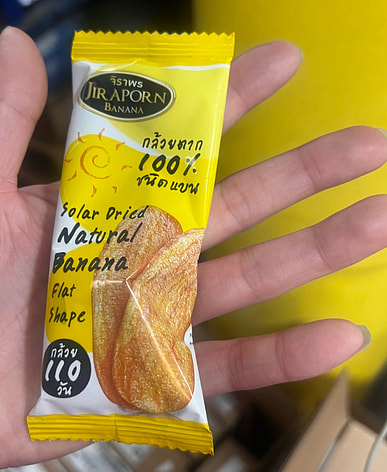 จิราพร
JIRAPORN
BANANA
กล้วยตาก
100%
ชนิดแบน
Solar Dried
Natural
Banana
Flat
Shape
กล้วย
110
วัน